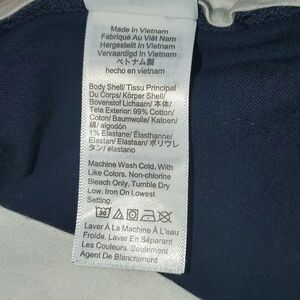 Made In Vietnam
Fabriqué Au Viêt Nam
Hergestellt In Vietnam
Vervaardigd In Vietnam
ベトナム製
hecho en vietnam
Body Shell/ Tissu Principal
Du Corps/ Körper Shell/
Bovenstof Lichaam/ 本体/
Tela Exterior: 99% Cotton/
Coton/ Baumwolle/ Katoen/
綿/ algodón
1% Elastane/ Élasthanne/
Elastan/ Elastaan/ ポリウレ
タン/ elastano
Machine Wash Cold. With
Like Colors. Non-chlorine
Bleach Only. Tumble Dry
Low. Iron On Lowest
Setting.
30
Laver À La Machine À L'eau
Froide. Laver En Séparant
Les Couleurs. Seulement
Agent De Blanchiment